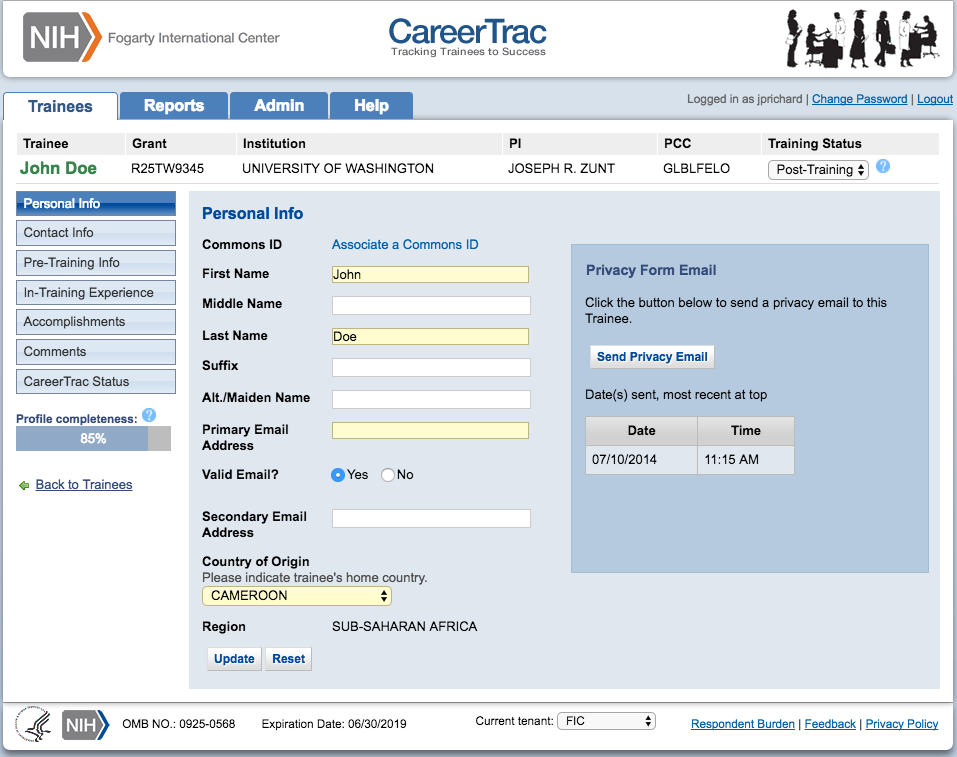 NIH Fogarty International Center
CareerTrac
Tracking Trainees to Success
Trainees Reports Admin Help
Logged in as jprichard | Change Password | Logout
Trainee Grant Institution PI PCC Training Status
John Doe R25TW9345 UNIVERSITY OF WASHINGTON JOSEPH R. ZUNT GLBLFELO Post-Training ?
Personal Info
Contact Info
Pre-Training Info
In-Training Experience
Accomplishments
Comments
CareerTrac Status
Profile completeness: ?
85%
Back to Trainees
Personal Info
Commons ID Associate a Commons ID
First Name John
Middle Name
Last Name Doe
Suffix
Alt./Maiden Name
Primary Email
Address
Valid Email? Yes No
Secondary Email
Address
Country of Origin
Please indicate trainee's home country.
CAMEROON
Region SUB-SAHARAN AFRICA
Update Reset
Privacy Form Email
Click the button below to send a privacy email to this
Trainee.
Send Privacy Email
Date(s) sent, most recent at top
Date Time
07/10/2014 11:15 AM
NIH OMB NO.: 0925-0568 Expiration Date: 06/30/2019 Current tenant: FIC Respondent Burden | Feedback | Privacy Policy